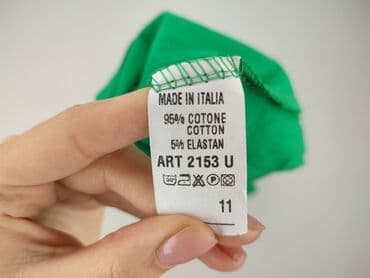 MADE IN ITALIA
95% COTONE
COTTON
5% ELASTAN
ART 2153 U
11